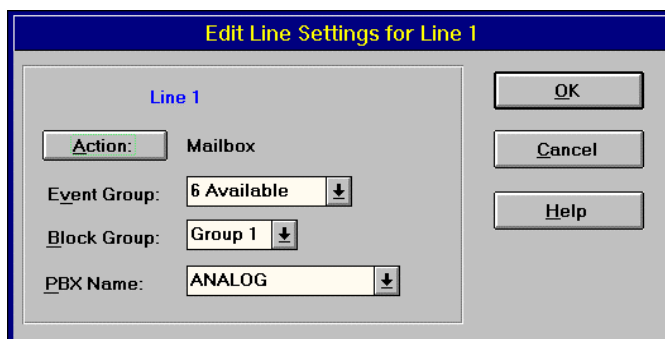 Edit Line Settings for Line 1
Line 1
Action: Mailbox
Event Group: 6 Available
Block Group: Group 1
PBX Name: ANALOG
OK
Cancel
Help